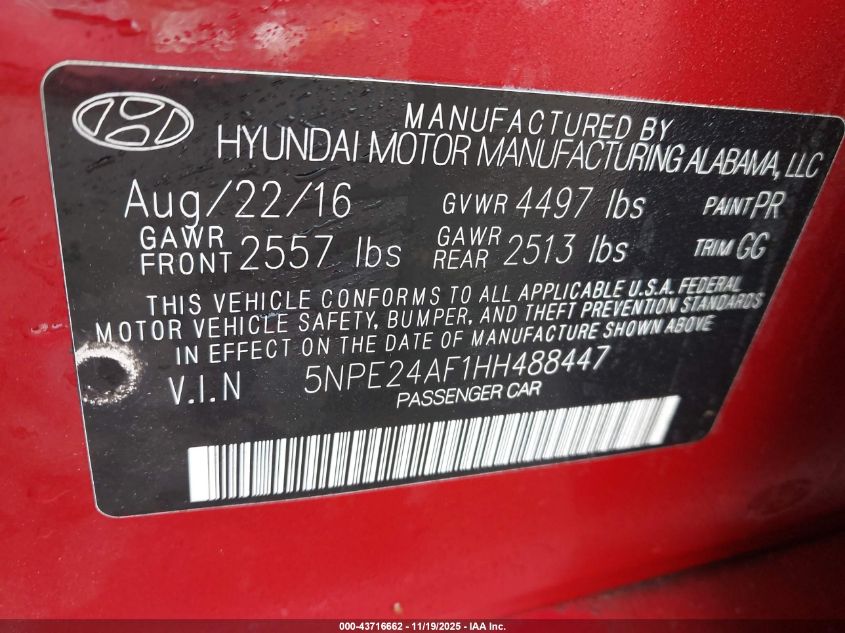 MANUFACTURED BY
HYUNDAI MOTOR MANUFACTURING ALABAMA, LLC
Aug/22/16 GVWR 4497 lbs PAINT PR
GAWR FRONT 2557 lbs GAWR REAR 2513 lbs TRIM GG
THIS VEHICLE CONFORMS TO ALL APPLICABLE U.S.A. FEDERAL
MOTOR VEHICLE SAFETY, BUMPER, AND THEFT PREVENTION STANDARDS
IN EFFECT ON THE DATE OF MANUFACTURE SHOWN ABOVE
V.I.N 5NPE24AF1HH488447
PASSENGER CAR
000-43716662 - 11/19/2025 - IAA Inc.